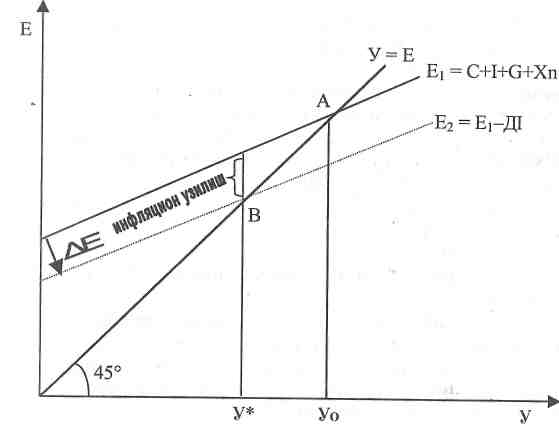 E
У = E
E₁ = C+I+G+Xn
A
E₂ = E₁–ДI
инфляцион узилиш
ΔE
B
45°
У*
Уо
У